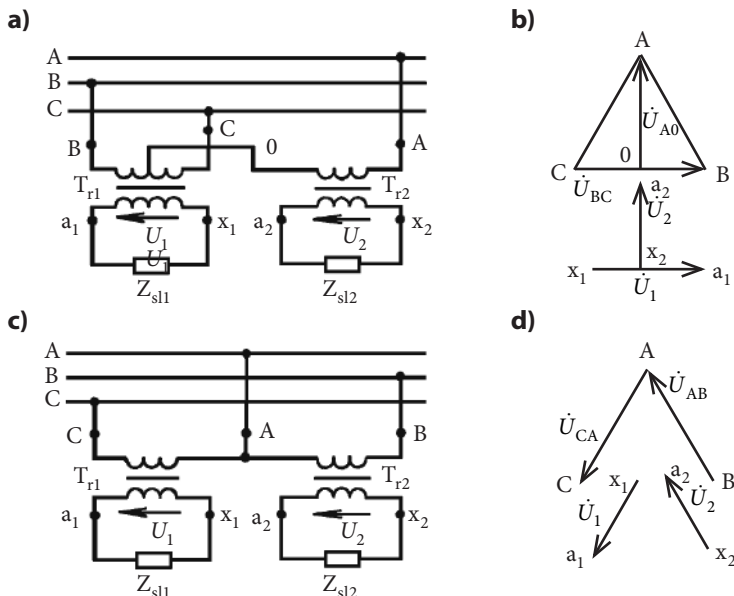 a)
A
B
C
B
C
0
A
Tr1
Tr2
a1
U1
U1
x1
a2
U2
x2
Zsl1
Zsl2
b)
A
U̇A0
C
0
B
U̇BC
a2
U̇2
x2
x1
U̇1
a1
c)
A
B
C
C
A
B
Tr1
Tr2
a1
U1
x1
a2
U2
x2
Zsl1
Zsl2
d)
A
U̇AB
U̇CA
C
x1
a2
B
U̇1
U̇2
a1
x2